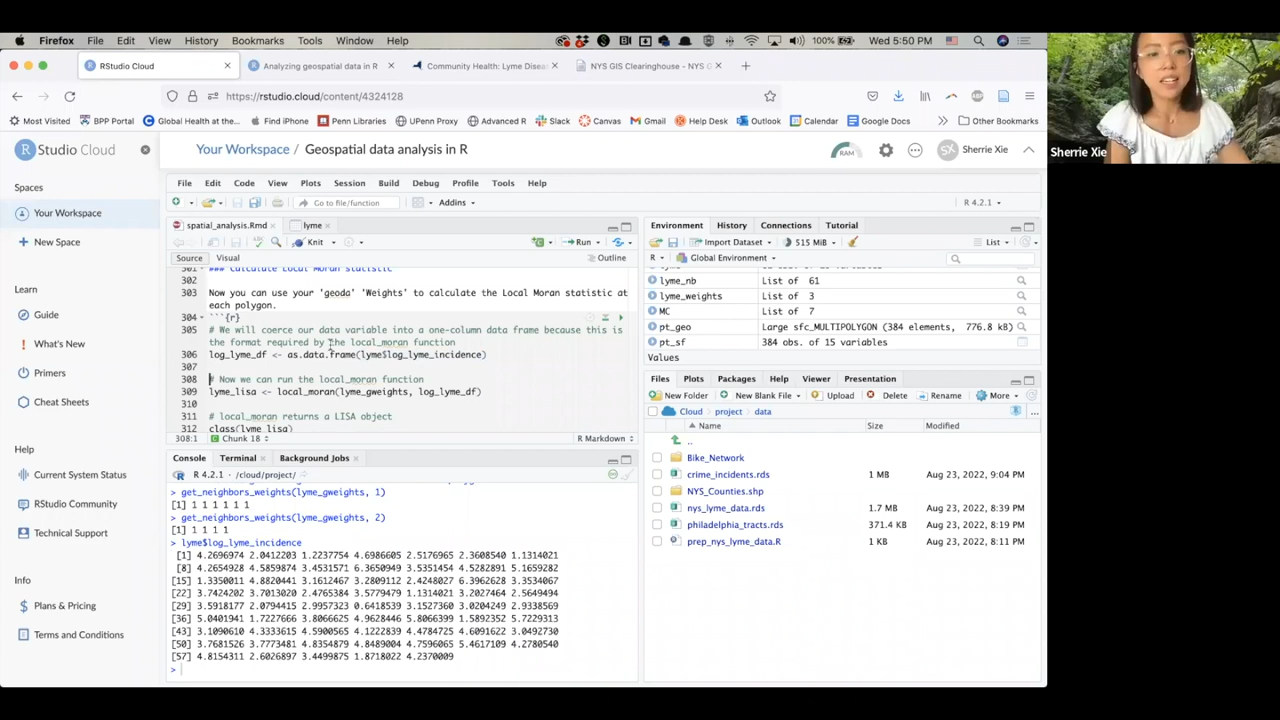 Firefox File Edit View History Bookmarks Tools Window Help 100% Wed 5:50 PM
RStudio Cloud Analyzing geospatial data in R Community Health: Lyme Diseas NYS GIS Clearinghouse - NYS G
https://rstudio.cloud/content/4324128
Most Visited BPP Portal Global Health at the... Find iPhone Penn Libraries UPenn Proxy Advanced R Slack Canvas Gmail Help Desk Outlook Calendar Google Docs Other Bookmarks
R Studio Cloud
Your Workspace / Geospatial data analysis in R
RAM
SX Sherrie Xie
Sherrie Xie
Spaces
Your Workspace
New Space
Learn
Guide
What's New
Primers
Cheat Sheets
Help
Current System Status
RStudio Community
Technical Support
Info
Plans & Pricing
Terms and Conditions
File Edit Code View Plots Session Build Debug Profile Tools Help
Go to file/function Addins R 4.2.1
spatial_analysis.Rmd lyme
Knit Run
Source Visual Outline
301 ### Calculate Local Moran statistic
302
303 Now you can use your 'geoda' 'Weights' to calculate the Local Moran statistic at
each polygon.
304 ```{r}
305 # We will coerce our data variable into a one-column data frame because this is
the format required by the local_moran function
306 log_lyme_df <- as.data.frame(lyme$log_lyme_incidence)
307
308 # Now we can run the local_moran function
309 lyme_lisa <- local_moran(lyme_gweights, log_lyme_df)
310
311 # local_moran returns a LISA object
312 class(lyme_lisa)
308:1 Chunk 18 R Markdown
Console Terminal Background Jobs
R 4.2.1 · /cloud/project/
> get_neighbors_weights(lyme_gweights, 1)
[1] 1 1 1 1 1 1
> get_neighbors_weights(lyme_gweights, 2)
[1] 1 1 1 1
> lyme$log_lyme_incidence
[1] 4.2696974 2.0412203 1.2237754 4.6986605 2.5176965 2.3608540 1.1314021
[8] 4.2654928 4.5859874 3.4531571 6.3650949 3.5351454 4.5282891 5.1659282
[15] 1.3350011 4.8820441 3.1612467 3.2809112 2.4248027 6.3962628 3.3534067
[22] 3.7424202 3.7013020 2.4765384 3.5779479 1.1314021 3.2027464 2.5649494
[29] 3.5918177 2.0794415 2.9957323 0.6418539 3.1527360 3.0204249 2.9338569
[36] 5.0401941 1.7227666 3.8066625 4.9628446 5.8066399 1.5892352 5.7229313
[43] 3.1090610 4.3333615 4.5900565 4.1222839 4.4784725 4.6091622 3.0492730
[50] 3.7681526 3.7773481 4.8354879 4.8489004 4.7596065 5.4617109 4.2780540
[57] 4.8154311 2.6026897 3.4499875 1.8718022 4.2370009
>
Environment History Connections Tutorial
Import Dataset 515 MiB List
R Global Environment
lyme_nb List of 61
lyme_weights List of 3
MC List of 7
pt_geo Large sfc_MULTIPOLYGON (384 elements, 776.8 kB)
pt_sf 384 obs. of 15 variables
Values
Files Plots Packages Help Viewer Presentation
New Folder New Blank File Upload Delete Rename More
Cloud project data
Name Size Modified
..
Bike_Network
crime_incidents.rds 1 MB Aug 23, 2022, 9:04 PM
NYS_Counties.shp
nys_lyme_data.rds 1.7 MB Aug 23, 2022, 8:39 PM
philadelphia_tracts.rds 371.4 KB Aug 23, 2022, 8:19 PM
prep_nys_lyme_data.R 1 KB Aug 23, 2022, 8:11 PM